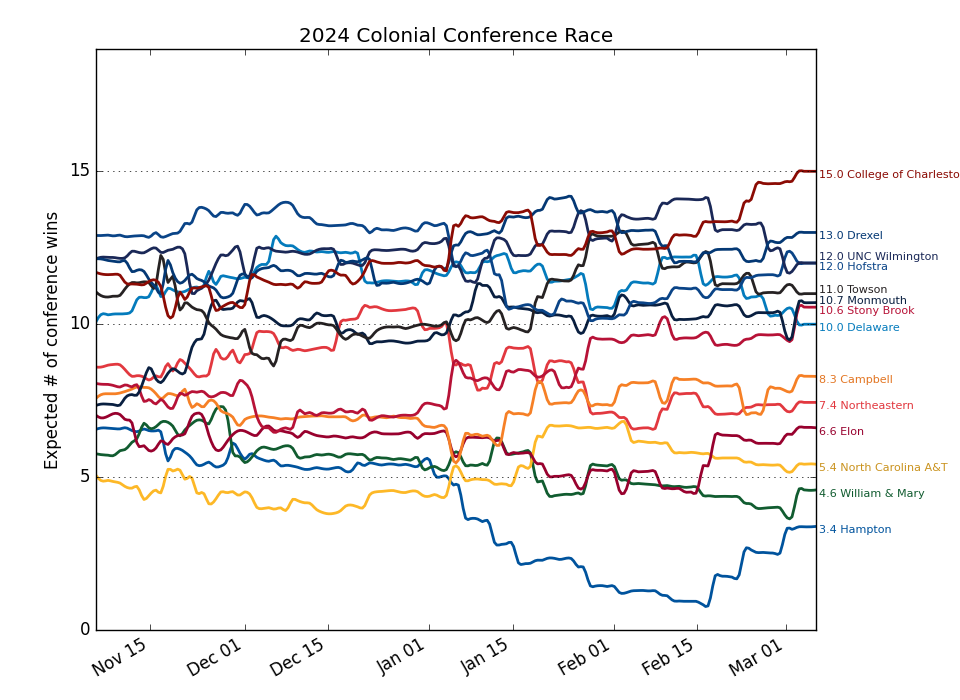 2024 Colonial Conference Race
Expected # of conference wins
15
10
5
0
15.0 College of Charlesto
13.0 Drexel
12.0 UNC Wilmington
12.0 Hofstra
11.0 Towson
10.7 Monmouth
10.6 Stony Brook
10.0 Delaware
8.3 Campbell
7.4 Northeastern
6.6 Elon
5.4 North Carolina A&T
4.6 William & Mary
3.4 Hampton
Nov 15
Dec 01
Dec 15
Jan 01
Jan 15
Feb 01
Feb 15
Mar 01